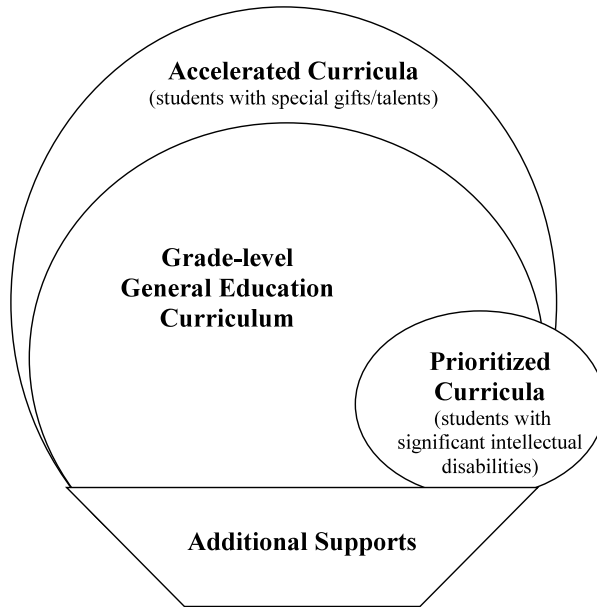 Accelerated Curricula
(students with special gifts/talents)
Grade-level
General Education
Curriculum
Prioritized
Curricula
(students with
significant intellectual
disabilities)
Additional Supports